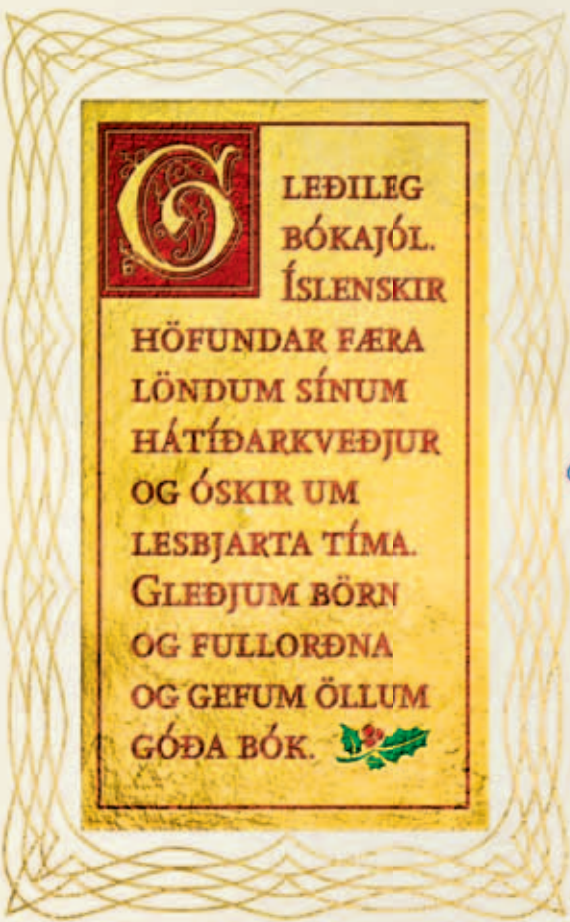 GLEÐILEG
BÓKAJÓL.
ÍSLENSKIR
HÖFUNDAR FÆRA
LÖNDUM SÍNUM
HÁTÍÐARKVEÐJUR
OG ÓSKIR UM
LESBJARTA TÍMA.
GLEÐJUM BÖRN
OG FULLORÐNA
OG GEFUM ÖLLUM
GÓÐA BÓK.